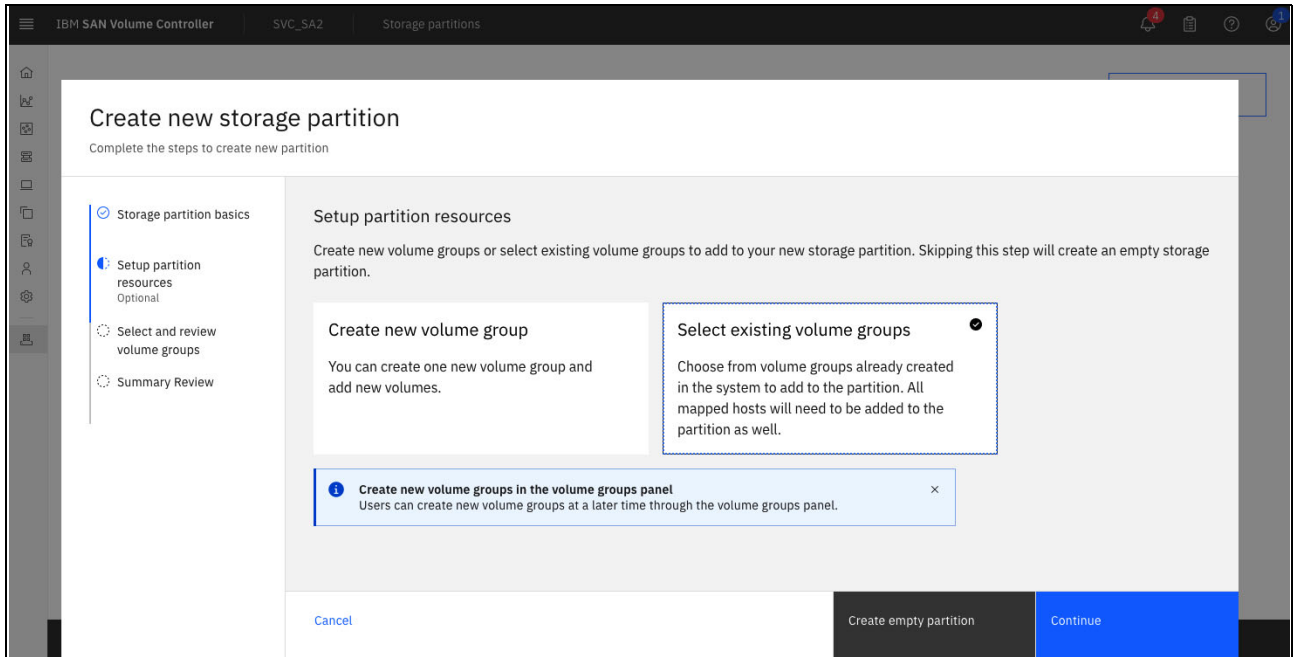 IBM SAN Volume Controller
SVC_SA2
Storage partitions
4
1
Create new storage partition
Complete the steps to create new partition
Storage partition basics
Setup partition
resources
Optional
Select and review
volume groups
Summary Review
Setup partition resources
Create new volume groups or select existing volume groups to add to your new storage partition. Skipping this step will create an empty storage
partition.
Create new volume group
You can create one new volume group and
add new volumes.
Select existing volume groups
Choose from volume groups already created
in the system to add to the partition. All
mapped hosts will need to be added to the
partition as well.
Create new volume groups in the volume groups panel
Users can create new volume groups at a later time through the volume groups panel.
Cancel
Create empty partition
Continue